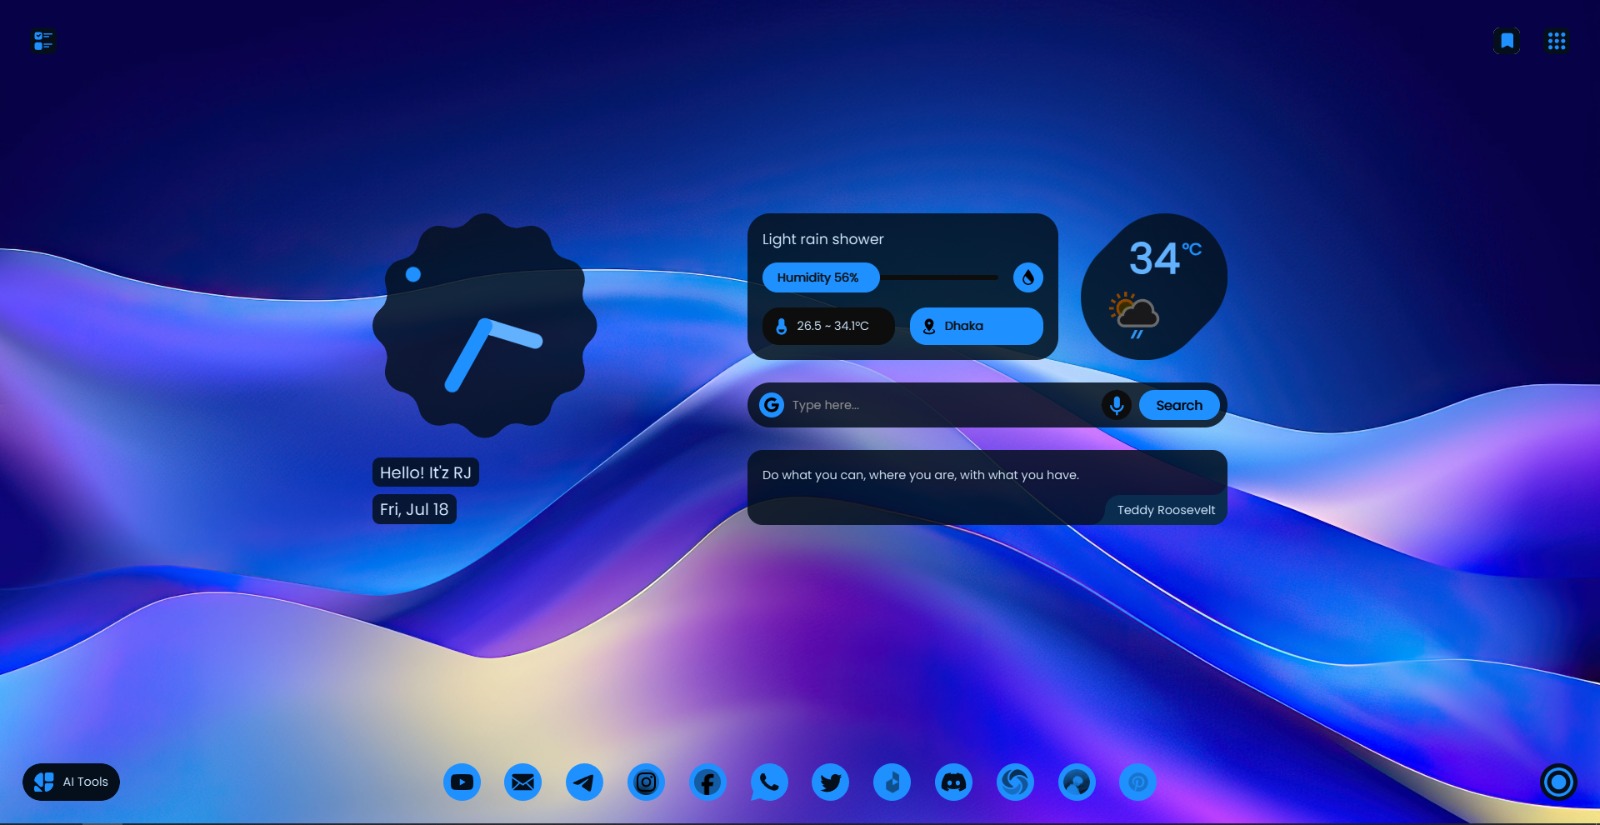 Hello! It'z RJ
Fri, Jul 18
Light rain shower
Humidity 56%
26.5 ~ 34.1°C
Dhaka
34 °C
Type here...
Search
Do what you can, where you are, with what you have.
Teddy Roosevelt
AI Tools